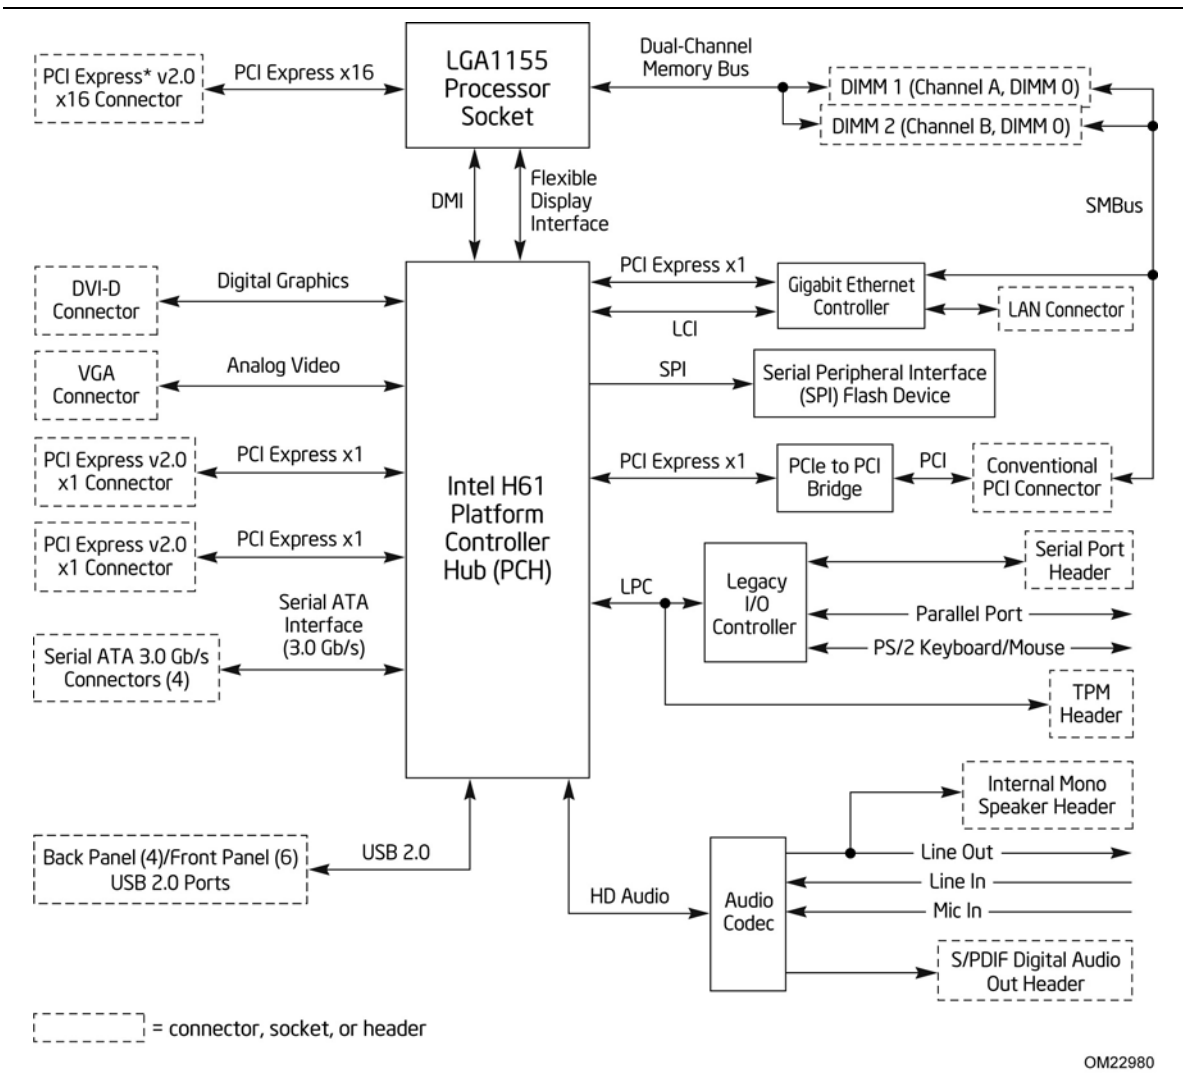 LGA1155
Processor
Socket
PCI Express* v2.0
x16 Connector
PCI Express x16
Dual-Channel
Memory Bus
DIMM 1 (Channel A, DIMM 0)
DIMM 2 (Channel B, DIMM 0)
SMBus
DMI
Flexible
Display
Interface
DVI-D
Connector
Digital Graphics
VGA
Connector
Analog Video
PCI Express v2.0
x1 Connector
PCI Express x1
PCI Express v2.0
x1 Connector
PCI Express x1
Serial ATA
Interface
(3.0 Gb/s)
Serial ATA 3.0 Gb/s
Connectors (4)
Intel H61
Platform
Controller
Hub (PCH)
PCI Express x1
LCI
Gigabit Ethernet
Controller
LAN Connector
SPI
Serial Peripheral Interface
(SPI) Flash Device
PCI Express x1
PCIe to PCI
Bridge
PCI
Conventional
PCI Connector
LPC
Legacy
I/O
Controller
Serial Port
Header
Parallel Port
PS/2 Keyboard/Mouse
TPM
Header
Back Panel (4)/Front Panel (6)
USB 2.0 Ports
USB 2.0
HD Audio
Audio
Codec
Internal Mono
Speaker Header
Line Out
Line In
Mic In
S/PDIF Digital Audio
Out Header
= connector, socket, or header
OM22980